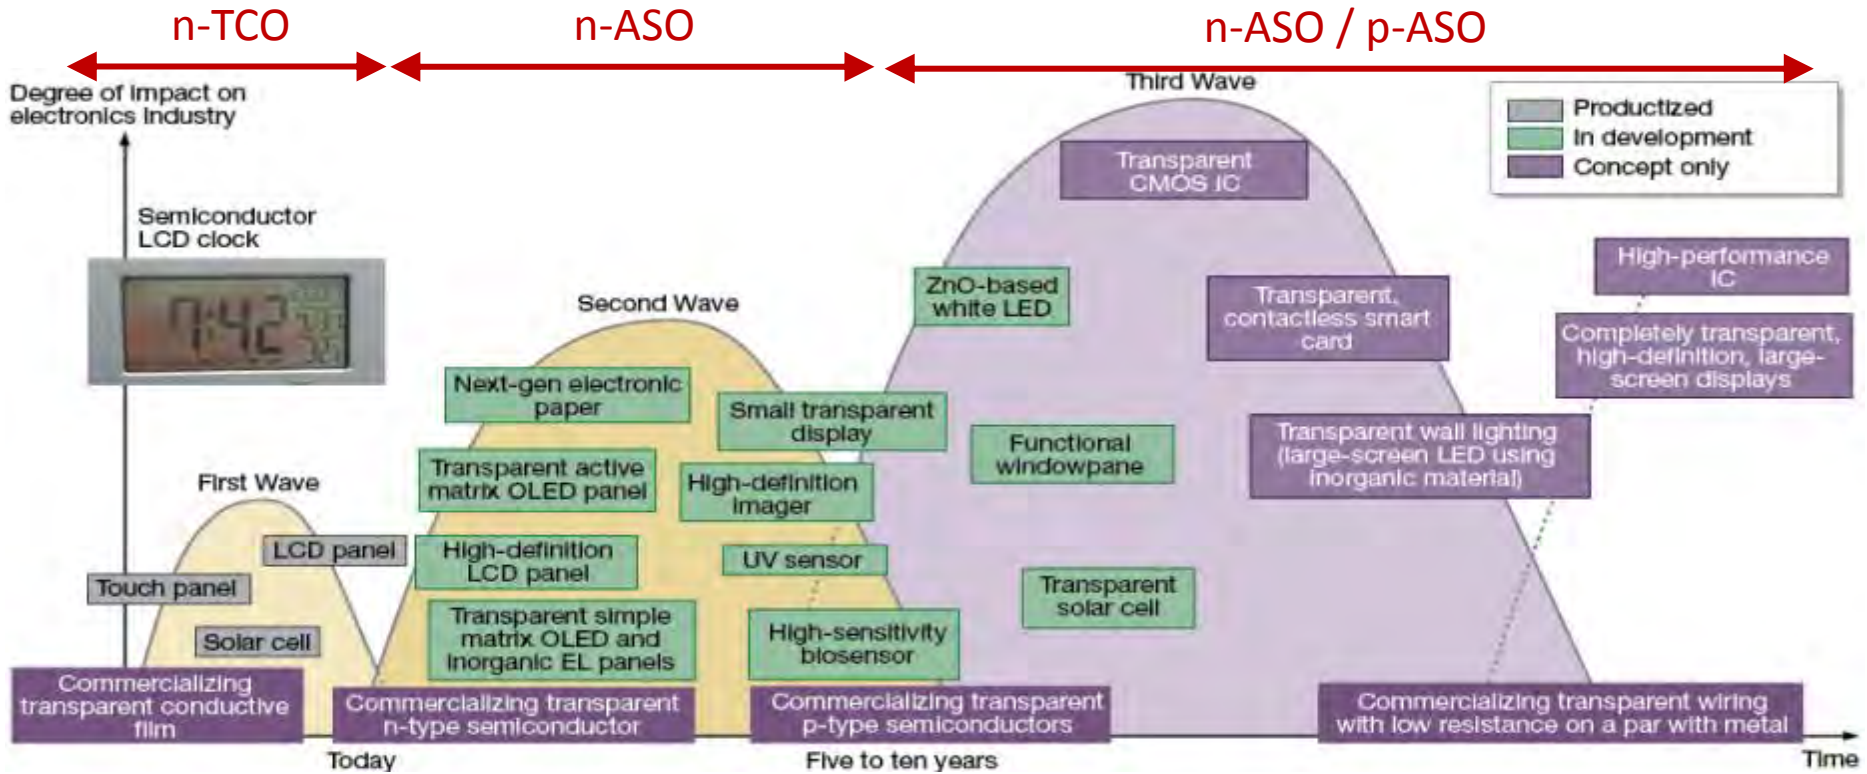 n-TCO
n-ASO
n-ASO / p-ASO
Degree of impact on
electronics industry
Third Wave
Productized
In development
Concept only
Transparent
CMOS IC
Semiconductor
LCD clock
7:42
High-performance
IC
ZnO-based
white LED
Transparent,
contactless smart
card
Second Wave
Completely transparent,
high-definition, large-
screen displays
Next-gen electronic
paper
Small transparent
display
Transparent wall lighting
(large-screen LED using
inorganic material)
Functional
windowpane
Transparent active
matrix OLED panel
High-definition
imager
First Wave
LCD panel
High-definition
LCD panel
UV sensor
Touch panel
Transparent
solar cell
Transparent simple
matrix OLED and
inorganic EL panels
High-sensitivity
biosensor
Solar cell
Commercializing
transparent conductive
film
Commercializing transparent
n-type semiconductor
Commercializing transparent
p-type semiconductors
Commercializing transparent wiring
with low resistance on a par with metal
Today
Five to ten years
Time